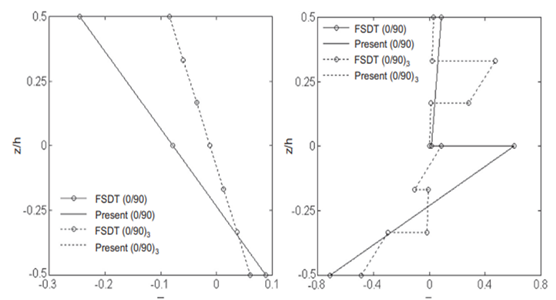 0.5
0.25
z/h
0
-0.25
-0.5
FSDT (0/90)
Present (0/90)
FSDT (0/90)3
Present (0/90)3
-0.3 -0.2 -0.1 0 0.1
0.5
0.25
z/h
0
-0.25
-0.5
FSDT (0/90)
Present (0/90)
FSDT (0/90)3
Present (0/90)3
-0.8 -0.4 0 0.4 0.8